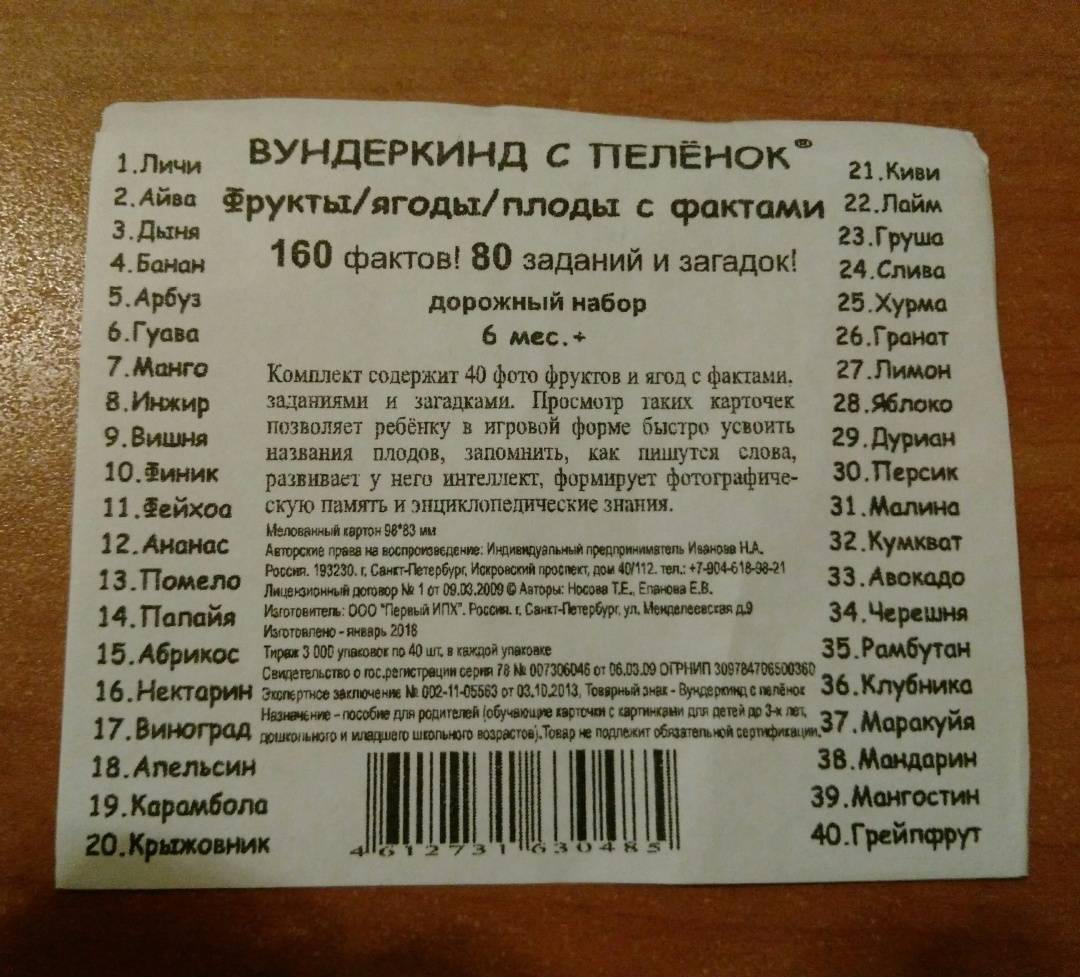 ВУНДЕРКИНД С ПЕЛЁНОК®
Фрукты/ягоды/плоды с фактами
160 фактов! 80 заданий и загадок!
дорожный набор
6 мес.+
1.Личи
2.Айва
3.Дыня
4.Банан
5.Арбуз
6.Гуава
7.Манго
8.Инжир
9.Вишня
10.Финик
11.Фейхоа
12.Ананас
13.Помело
14.Папайя
15.Абрикос
16.Нектарин
17.Виноград
18.Апельсин
19.Карамбола
20.Крыжовник
Комплект содержит 40 фото фруктов и ягод с фактами,
заданиями и загадками. Просмотр таких карточек
позволяет ребёнку в игровой форме быстро усвоить
названия плодов, запомнить, как пишутся слова,
развивает у него интеллект, формирует фотографиче-
скую память и энциклопедические знания.
Мелованный картон 98*83 мм
Авторские права на воспроизведение: Индивидуальный предприниматель Иванова Н.А.
Россия. 193230. г. Санкт-Петербург, Искровский проспект, дом 40/112. тел.: +7-904-618-98-21
Лицензионный договор № 1 от 09.03.2009 © Авторы: Носова Т.Е., Епанова Е.В.
Изготовитель: ООО "Первый ИПХ". Россия. г. Санкт-Петербург, ул. Менделеевская д.9
Изготовлено - январь 2018
Тираж 3 000 упаковок по 40 шт. в каждой упаковке
Свидетельство о гос.регистрации серия 78 № 007306046 от 06.03.09 ОГРНИП 309784706500360
Экспертное заключение № 002-11-05563 от 03.10.2013, Товарный знак - Вундеркинд с пелёнок
Назначение - пособие для родителей (обучающие карточки с картинками для детей до 3-х лет,
дошкольного и младшего школьного возрастов).Товар не подлежит обязательной сертификации.
4612731630485
21.Киви
22.Лайм
23.Груша
24.Слива
25.Хурма
26.Гранат
27.Лимон
28.Яблоко
29.Дуриан
30.Персик
31.Малина
32.Кумкват
33.Авокадо
34.Черешня
35.Рамбутан
36.Клубника
37.Маракуйя
38.Мандарин
39.Мангостин
40.Грейпфрут